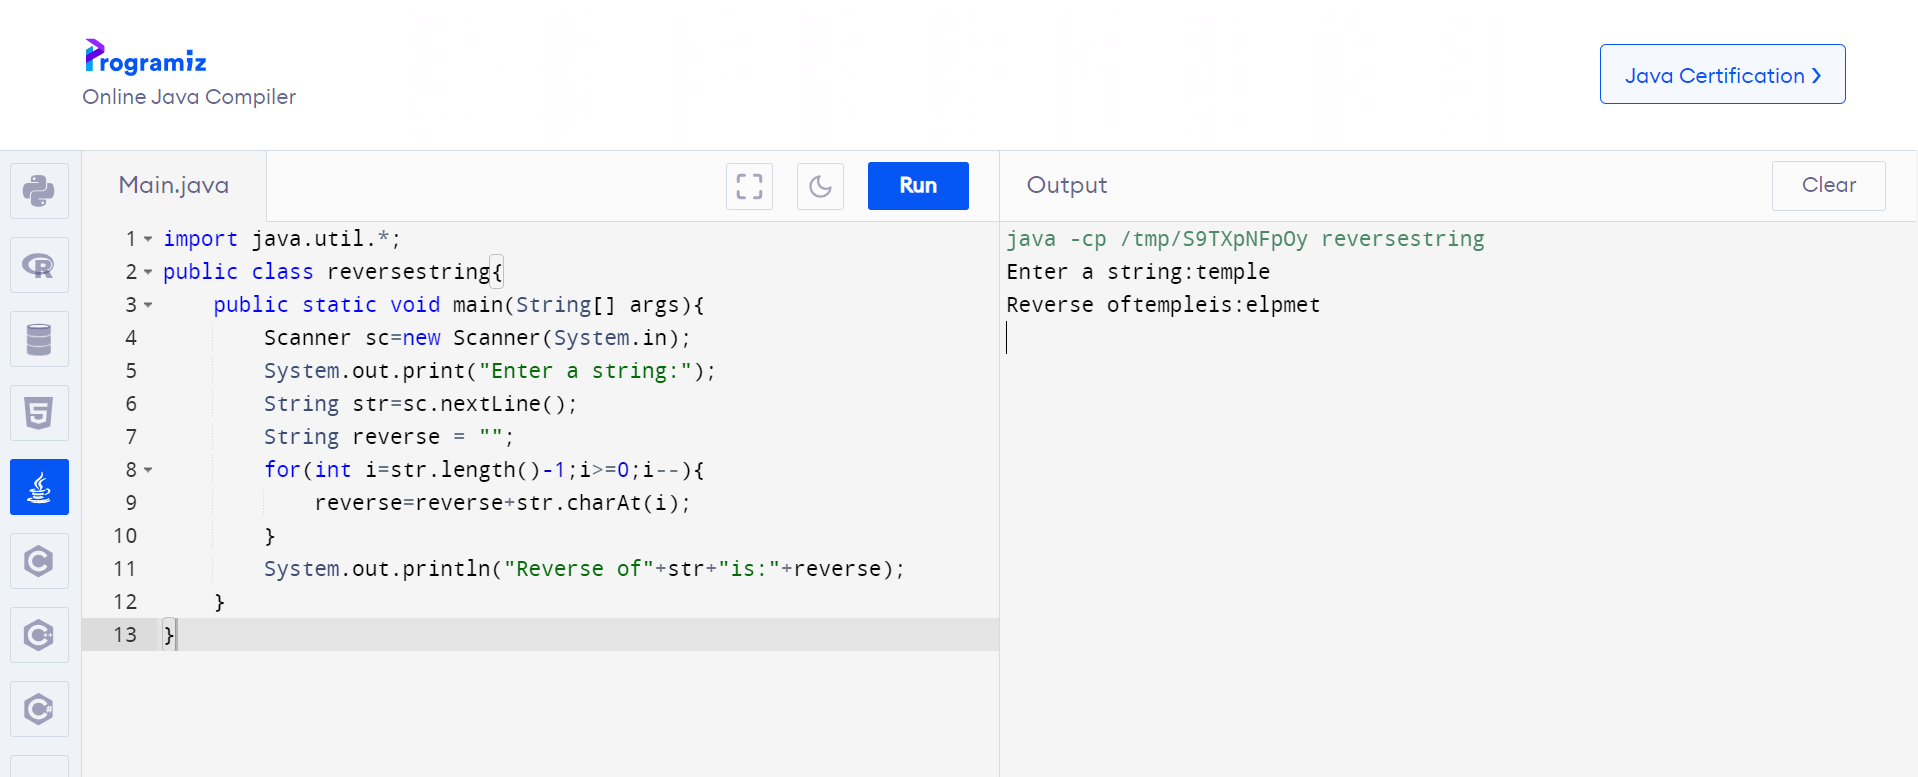 Programiz
Online Java Compiler
Java Certification ❯
Main.java
Run
Output
Clear
1 import java.util.*;
2 public class reversestring{
3     public static void main(String[] args){
4         Scanner sc=new Scanner(System.in);
5         System.out.print("Enter a string:");
6         String str=sc.nextLine();
7         String reverse = "";
8         for(int i=str.length()-1;i>=0;i--){
9             reverse=reverse+str.charAt(i);
10         }
11         System.out.println("Reverse of"+str+"is:"+reverse);
12     }
13 }
java -cp /tmp/S9TXpNFpOy reversestring
Enter a string:temple
Reverse oftempleis:elpmet